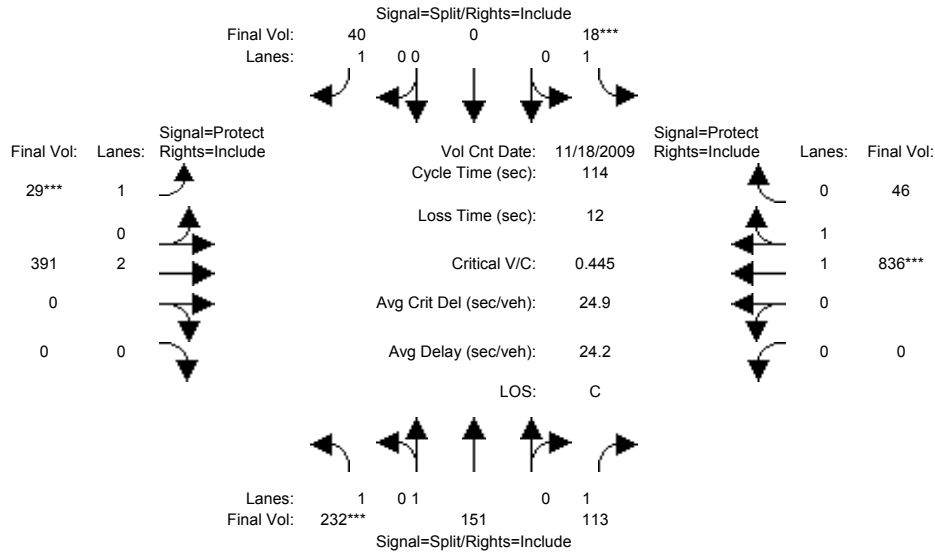 Signal=Split/Rights=Include
Final Vol: 40 0 18***
Lanes: 1 0 0 0 1
Signal=Protect Signal=Protect
Final Vol: Lanes: Rights=Include Vol Cnt Date: 11/18/2009 Rights=Include Lanes: Final Vol:
Cycle Time (sec): 114
29*** 1 0 46
Loss Time (sec): 12
0 1
391 2 Critical V/C: 0.445 1 836***
0 Avg Crit Del (sec/veh): 24.9 0
0 0 Avg Delay (sec/veh): 24.2 0 0
LOS: C
Lanes: 1 0 1 0 1
Final Vol: 232*** 151 113
Signal=Split/Rights=Include